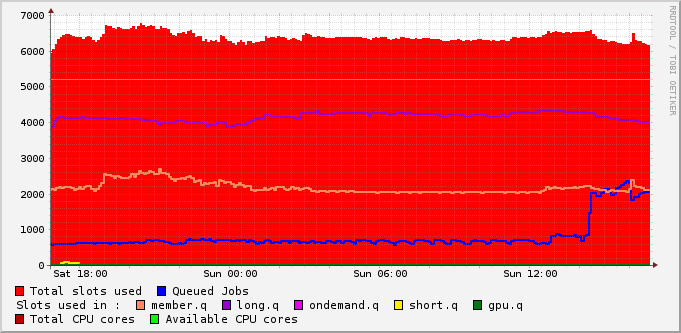 7000
6000
5000
4000
3000
2000
1000
0
Sat 18:00 Sun 00:00 Sun 06:00 Sun 12:00
Total slots used Queued Jobs
Slots used in : member.q long.q ondemand.q short.q gpu.q
Total CPU cores Available CPU cores
RRDTOOL / TOBI OETIKER